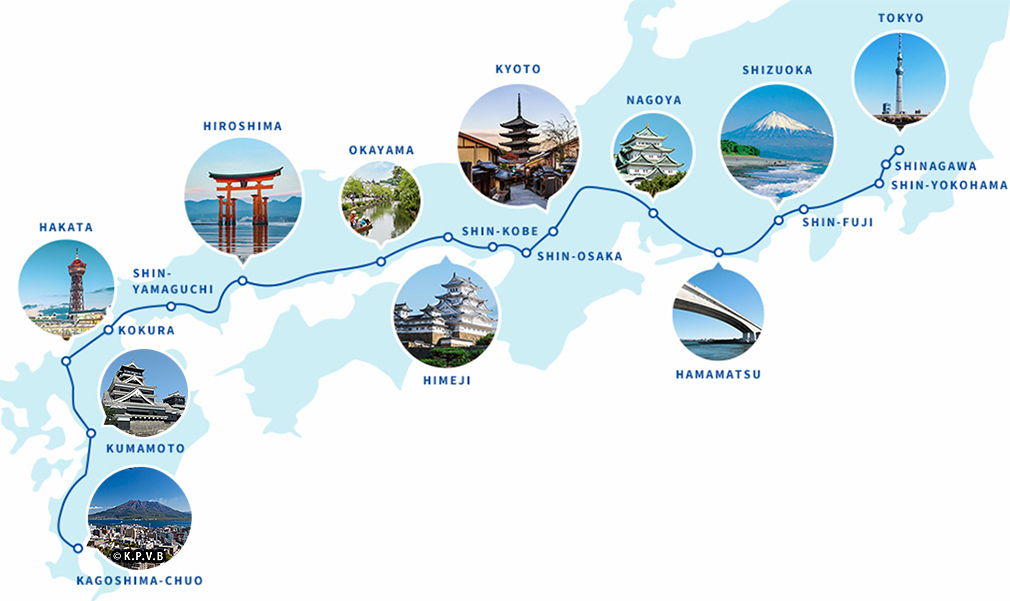 TOKYO
KYOTO
SHIZUOKA
NAGOYA
HIROSHIMA
OKAYAMA
SHINAGAWA
SHIN-YOKOHAMA
SHIN-FUJI
HAKATA
SHIN-KOBE
SHIN-OSAKA
SHIN-
YAMAGUCHI
KOKURA
HIMEJI
HAMAMATSU
KUMAMOTO
© K.P.V.B
KAGOSHIMA-CHUO